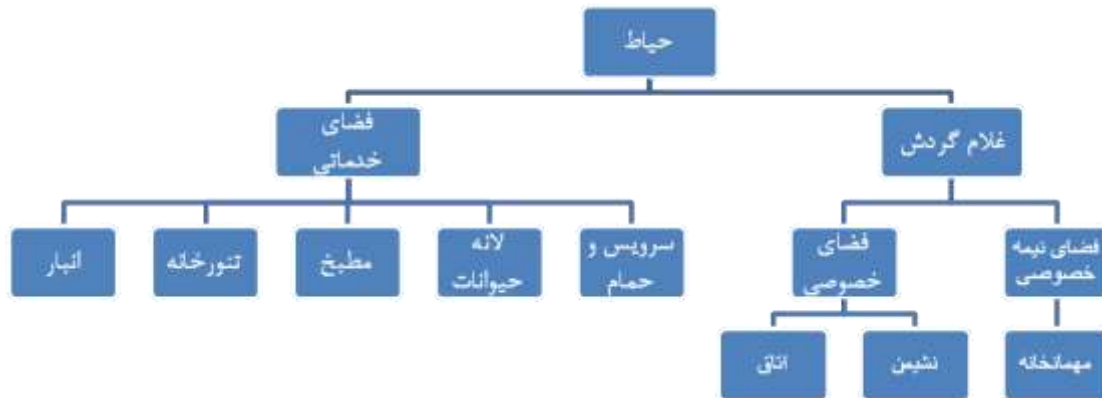 حیاط
غلام گردش
فضای
خدماتی
فضای نیمه
خصوصی
فضای
خصوصی
سرویس و
حمام
لانه
حیوانات
مطبخ
تنورخانه
انبار
مهمانخانه
نشیمن
اتاق